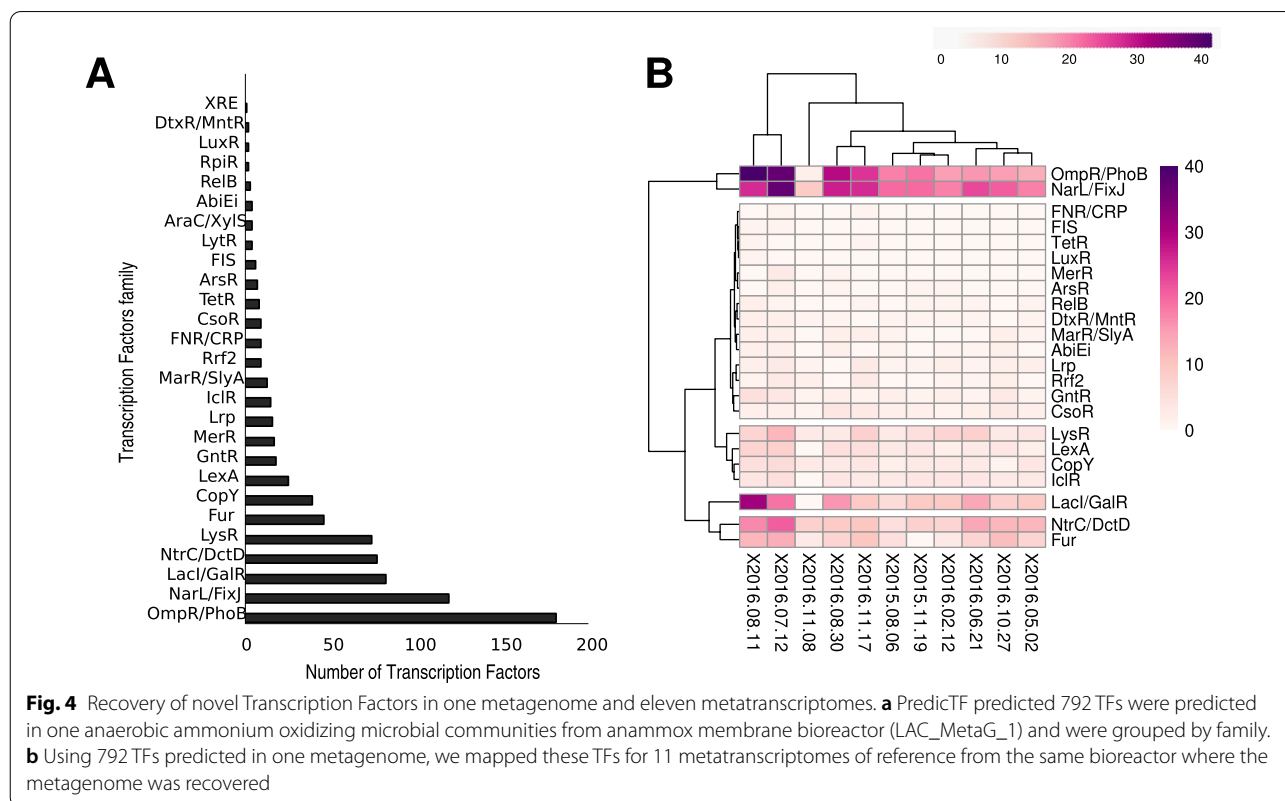 A
XRE
DtxR/MntR
LuxR
RpiR
RelB
AbiEi
AraC/XylS
LytR
FIS
ArsR
TetR
CsoR
FNR/CRP
Rrf2
MarR/SlyA
IclR
Lrp
MerR
GntR
LexA
CopY
Fur
LysR
NtrC/DctD
LacI/GalR
NarL/FixJ
OmpR/PhoB
Transcription Factors family
0 50 100 150 200
Number of Transcription Factors
B
0 10 20 30 40
OmpR/PhoB
NarL/FixJ
FNR/CRP
FIS
TetR
LuxR
MerR
ArsR
RelB
DtxR/MntR
MarR/SlyA
AbiEi
Lrp
Rrf2
GntR
CsoR
LysR
LexA
CopY
IclR
LacI/GalR
NtrC/DctD
Fur
40
30
20
10
0
X2016.08.11
X2016.07.12
X2016.11.08
X2016.08.30
X2016.11.17
X2015.08.06
X2015.11.19
X2016.02.12
X2016.06.21
X2016.10.27
X2016.05.02
Fig. 4 Recovery of novel Transcription Factors in one metagenome and eleven metatranscriptomes. a PredicTF predicted 792 TFs were predicted
in one anaerobic ammonium oxidizing microbial communities from anammox membrane bioreactor (LAC_MetaG_1) and were grouped by family.
b Using 792 TFs predicted in one metagenome, we mapped these TFs for 11 metatranscriptomes of reference from the same bioreactor where the
metagenome was recovered